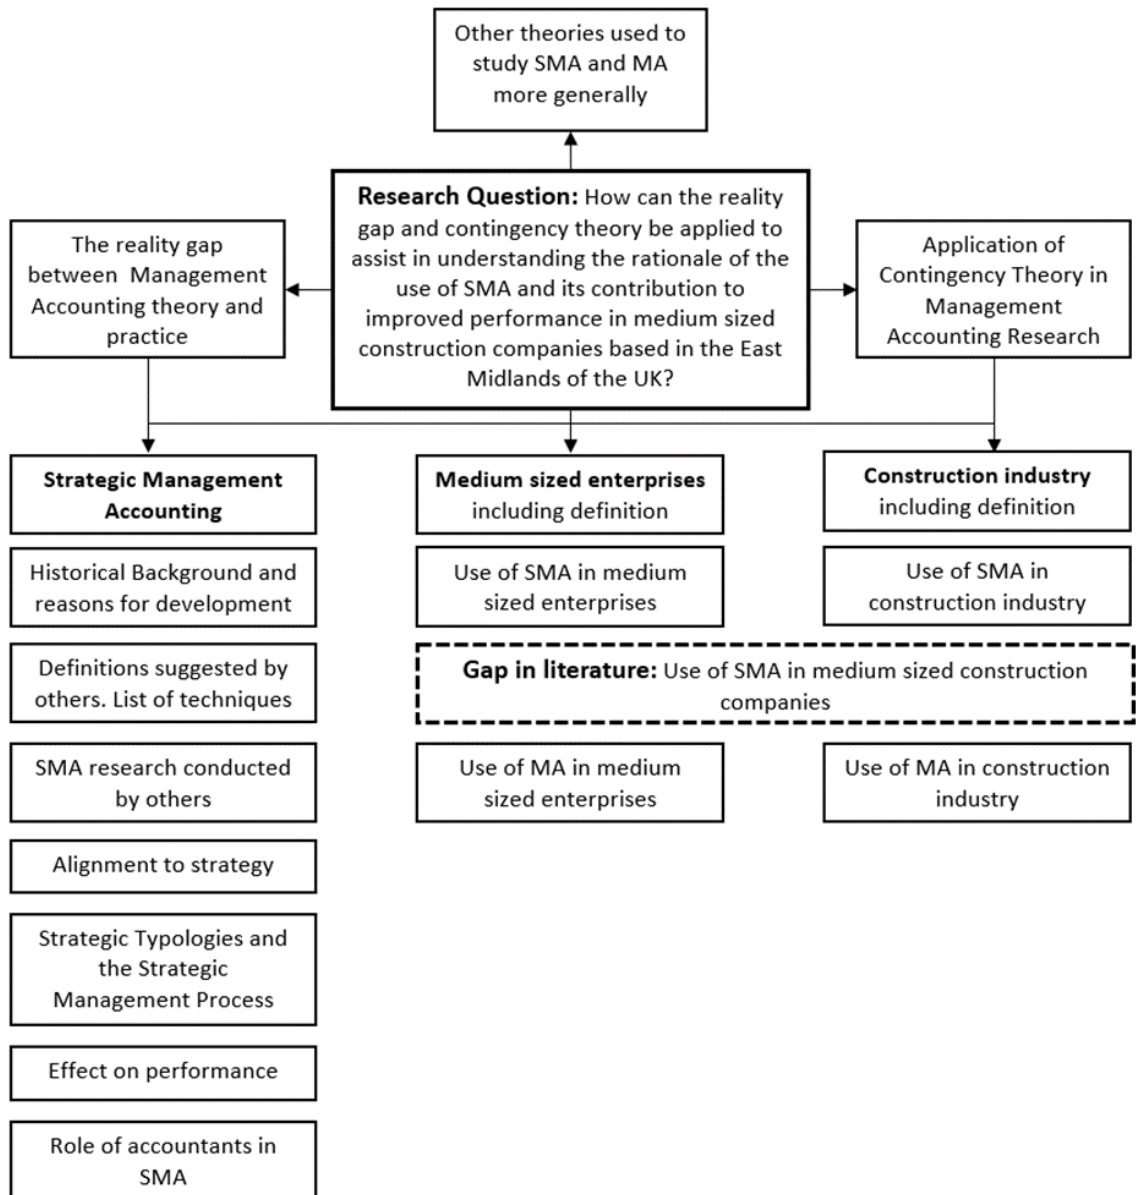 Other theories used to
study SMA and MA
more generally
Research Question: How can the reality
gap and contingency theory be applied to
assist in understanding the rationale of the
use of SMA and its contribution to
improved performance in medium sized
construction companies based in the East
Midlands of the UK?
The reality gap
between Management
Accounting theory and
practice
Application of
Contingency Theory in
Management
Accounting Research
Strategic Management
Accounting
Medium sized enterprises
including definition
Construction industry
including definition
Historical Background and
reasons for development
Use of SMA in medium
sized enterprises
Use of SMA in
construction industry
Definitions suggested by
others. List of techniques
Gap in literature: Use of SMA in medium sized construction
companies
SMA research conducted
by others
Use of MA in medium
sized enterprises
Use of MA in construction
industry
Alignment to strategy
Strategic Typologies and
the Strategic
Management Process
Effect on performance
Role of accountants in
SMA